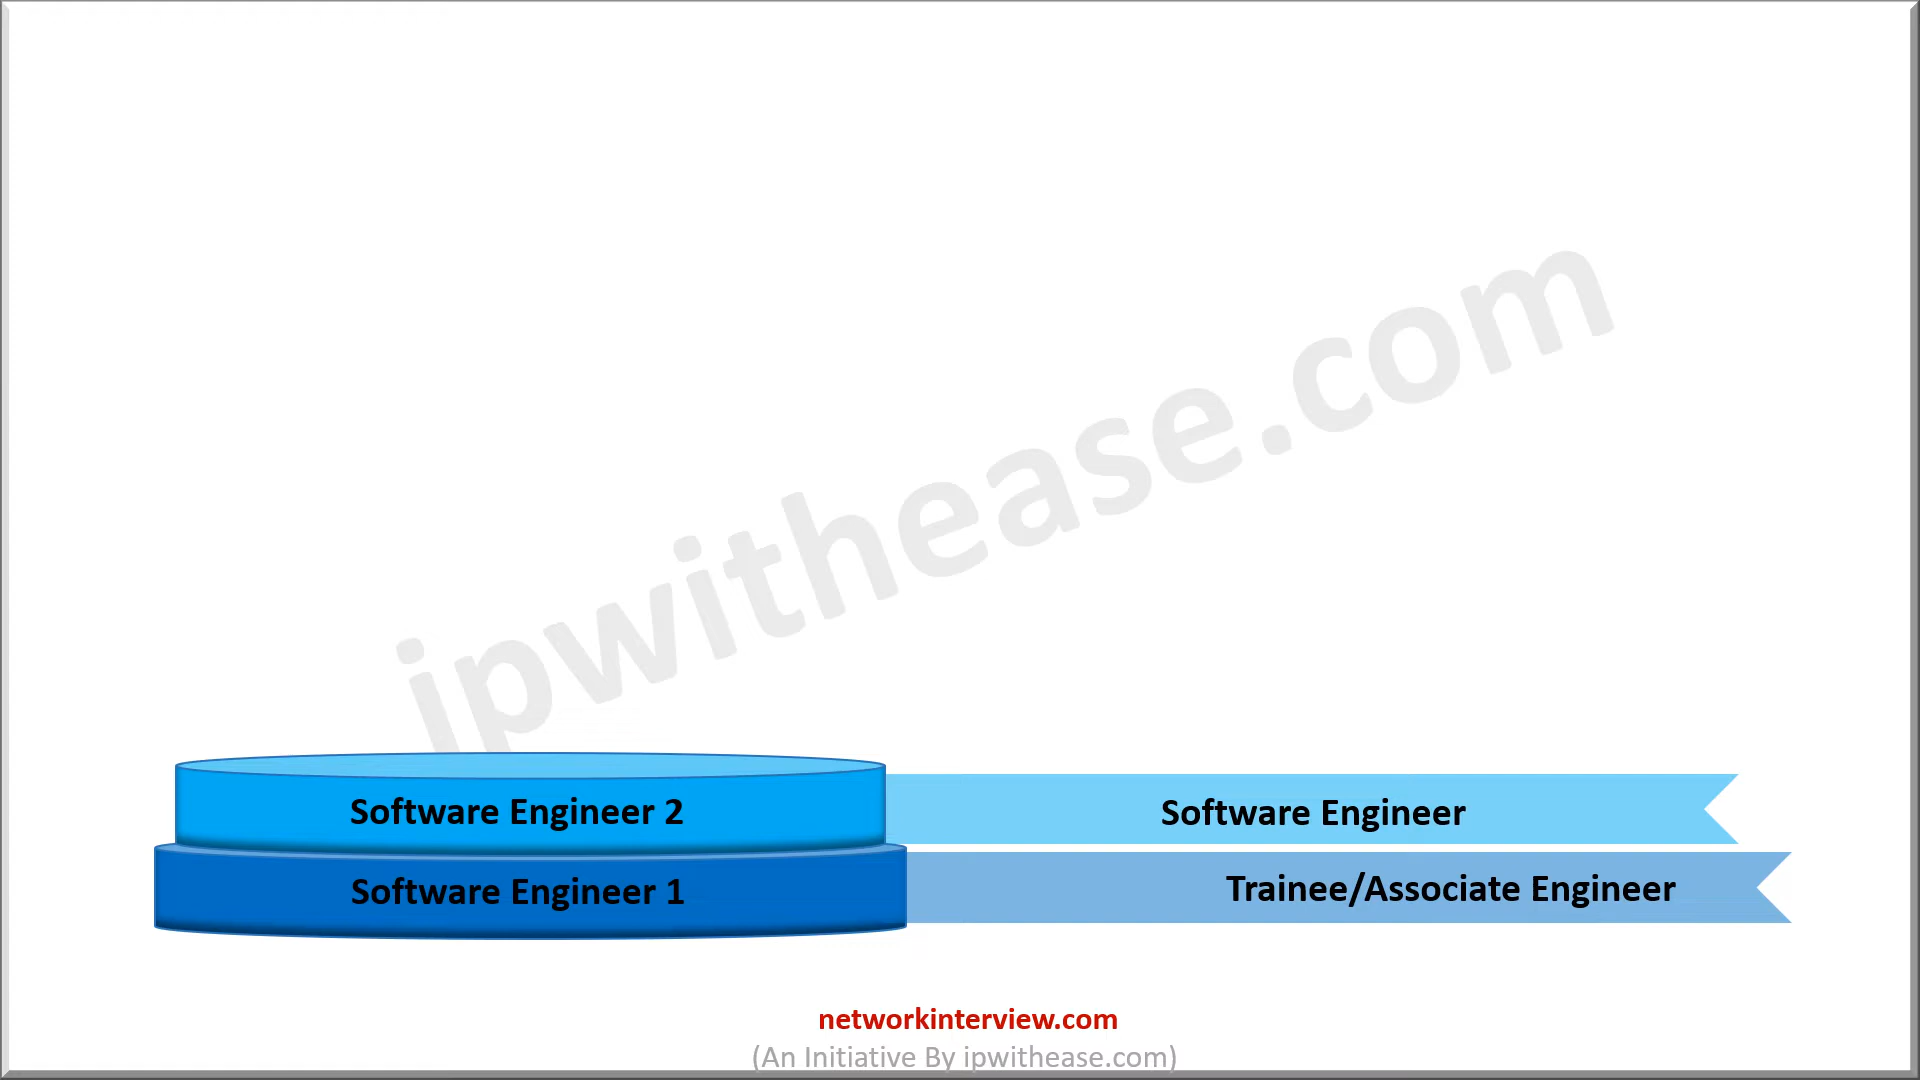 ipwithease.com
Software Engineer 2 Software Engineer
Software Engineer 1 Trainee/Associate Engineer
networkinterview.com
(An Initiative By ipwithease.com)